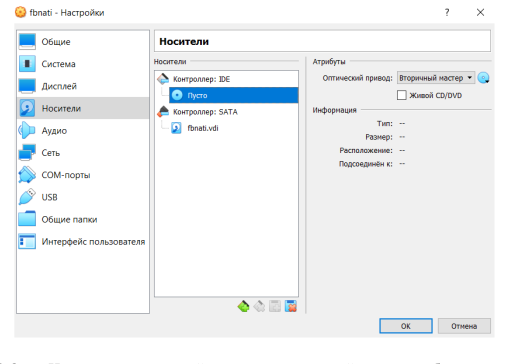 fbnati - Настройки
?
Общие
Система
Дисплей
Носители
Аудио
Сеть
COM-порты
USB
Общие папки
Интерфейс пользователя
Носители
Носители
Контроллер: IDE
Пусто
Контроллер: SATA
fbnati.vdi
Атрибуты
Оптический привод: Вторичный мастер
Живой CD/DVD
Информация
Тип: --
Размер: --
Расположение: --
Подсоединён к: --
OK
Отмена